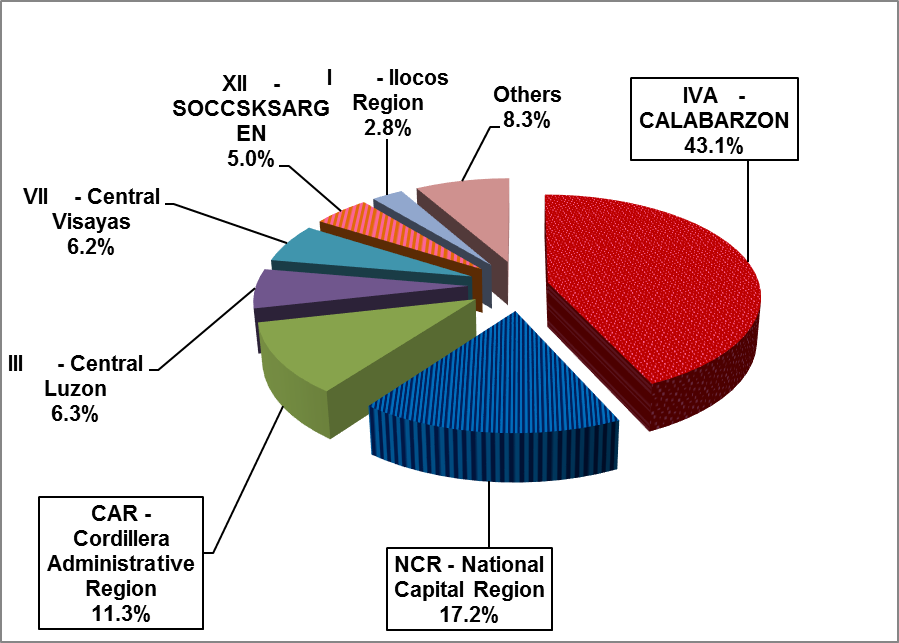 XII - SOCCSKSARG
EN
5.0%
I - Ilocos
Region
2.8%
Others
8.3%
IVA -
CALABARZON
43.1%
VII - Central
Visayas
6.2%
III - Central
Luzon
6.3%
CAR -
Cordillera
Administrative
Region
11.3%
NCR - National
Capital Region
17.2%